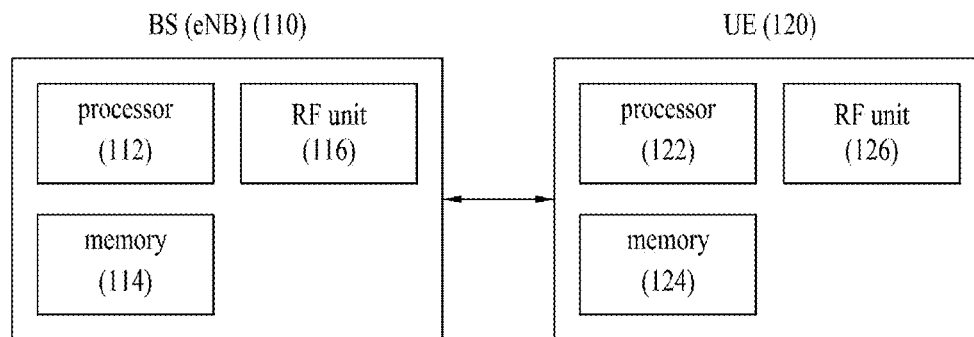 BS (eNB) (110)
processor
(112)
RF unit
(116)
memory
(114)
UE (120)
processor
(122)
RF unit
(126)
memory
(124)